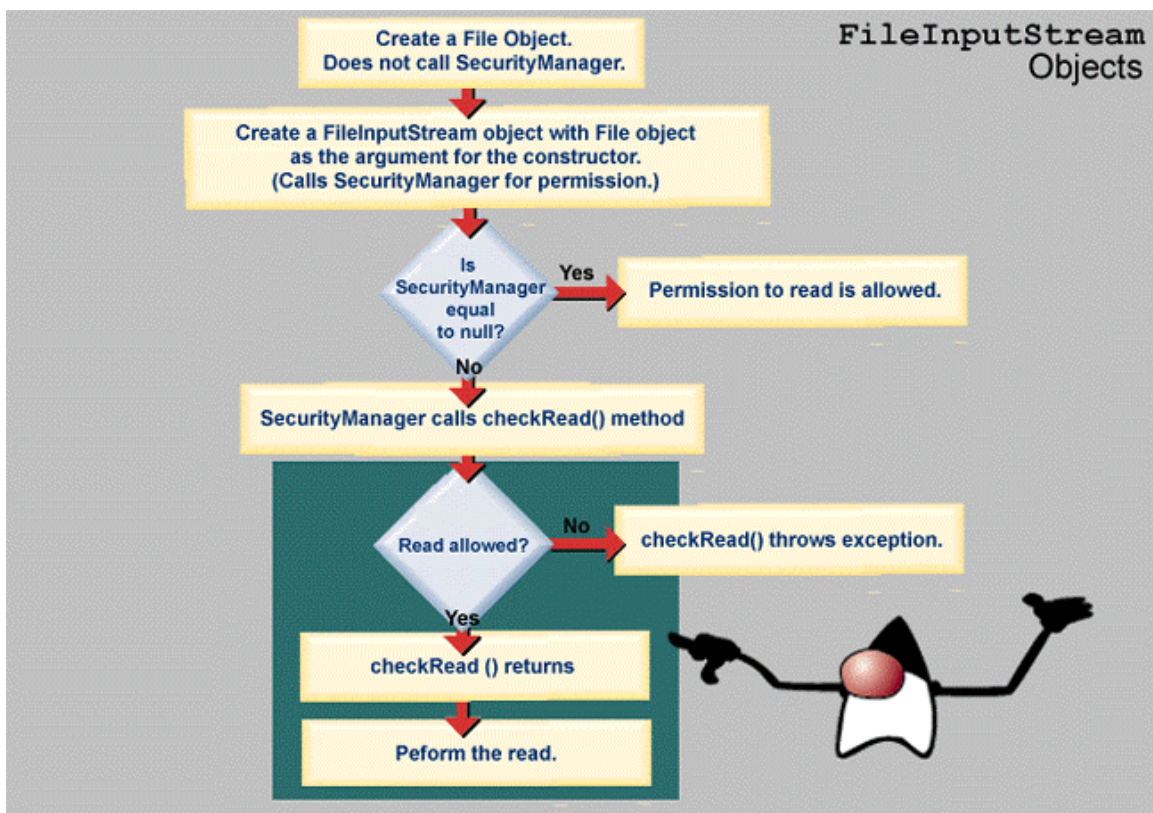 FileInputStream
Objects
Create a File Object.
Does not call SecurityManager.
Create a FileInputStream object with File object
as the argument for the constructor.
(Calls SecurityManager for permission.)
Is
SecurityManager
equal
to null?
Yes
Permission to read is allowed.
No
SecurityManager calls checkRead() method
Read allowed?
No
checkRead() throws exception.
Yes
checkRead () returns
Peform the read.